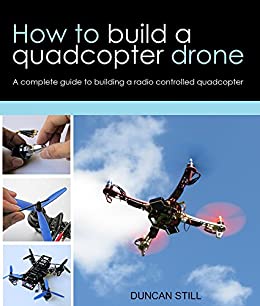 How to build a
quadcopter drone
A complete guide to building a radio controlled quadcopter
DUNCAN STILL